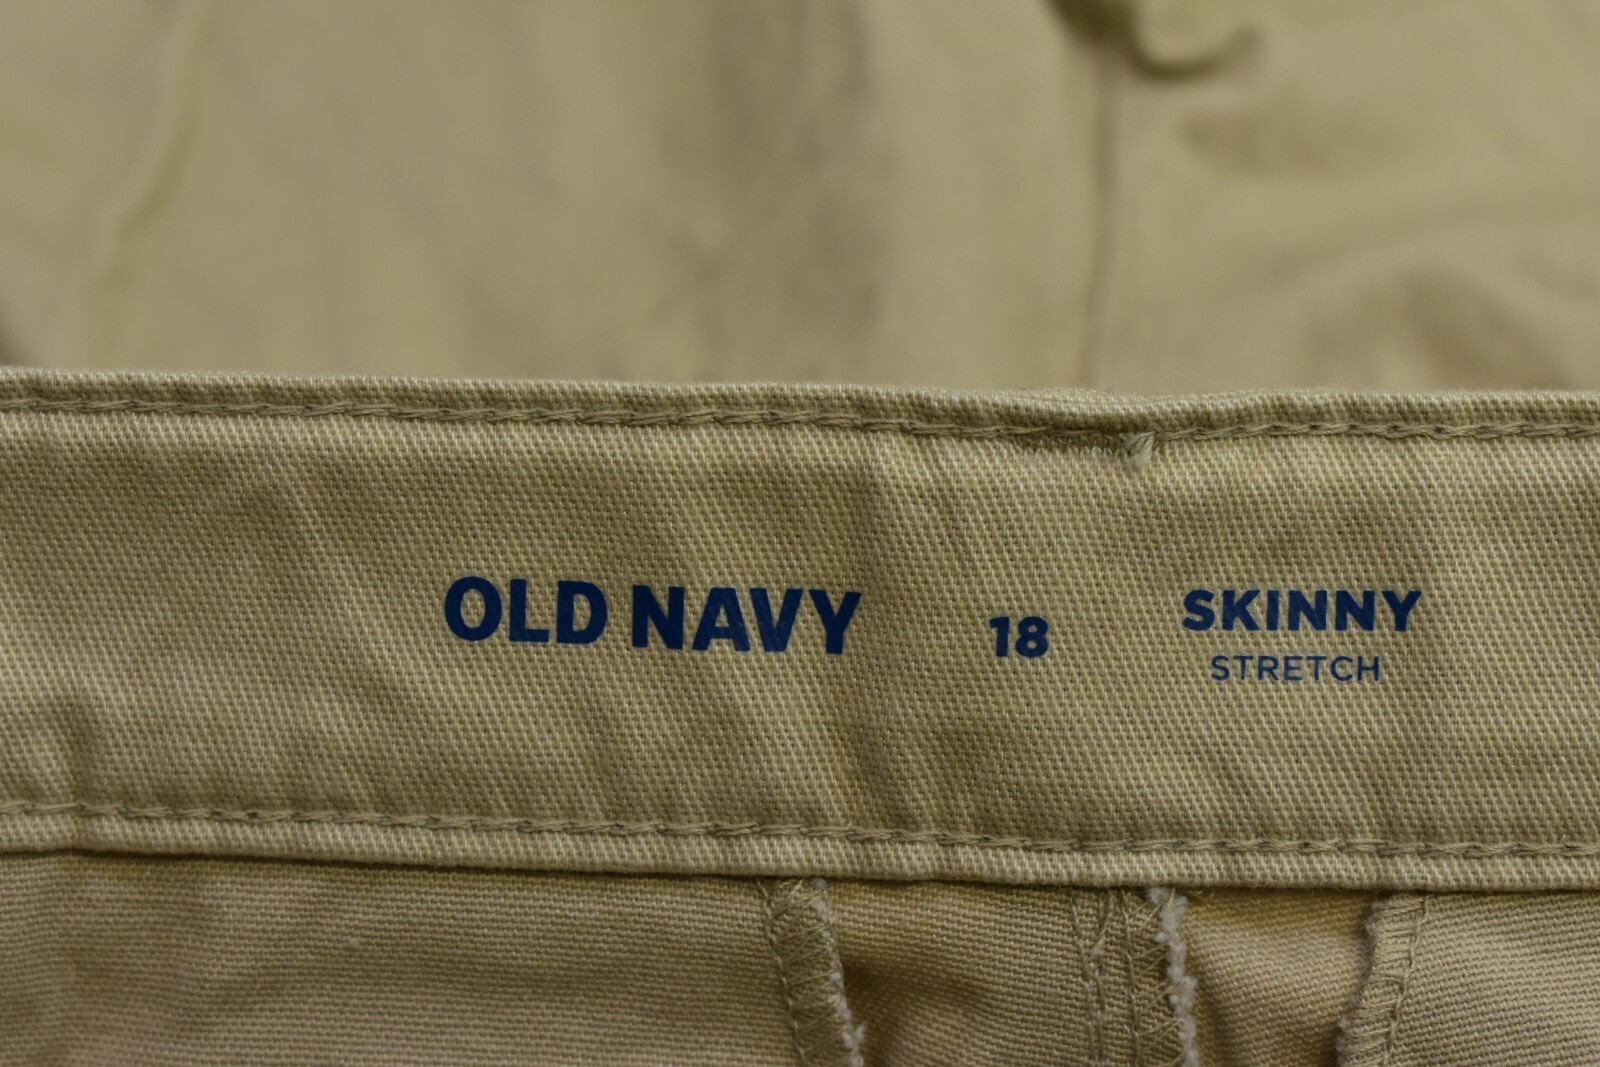 OLD NAVY
18
SKINNY
STRETCH